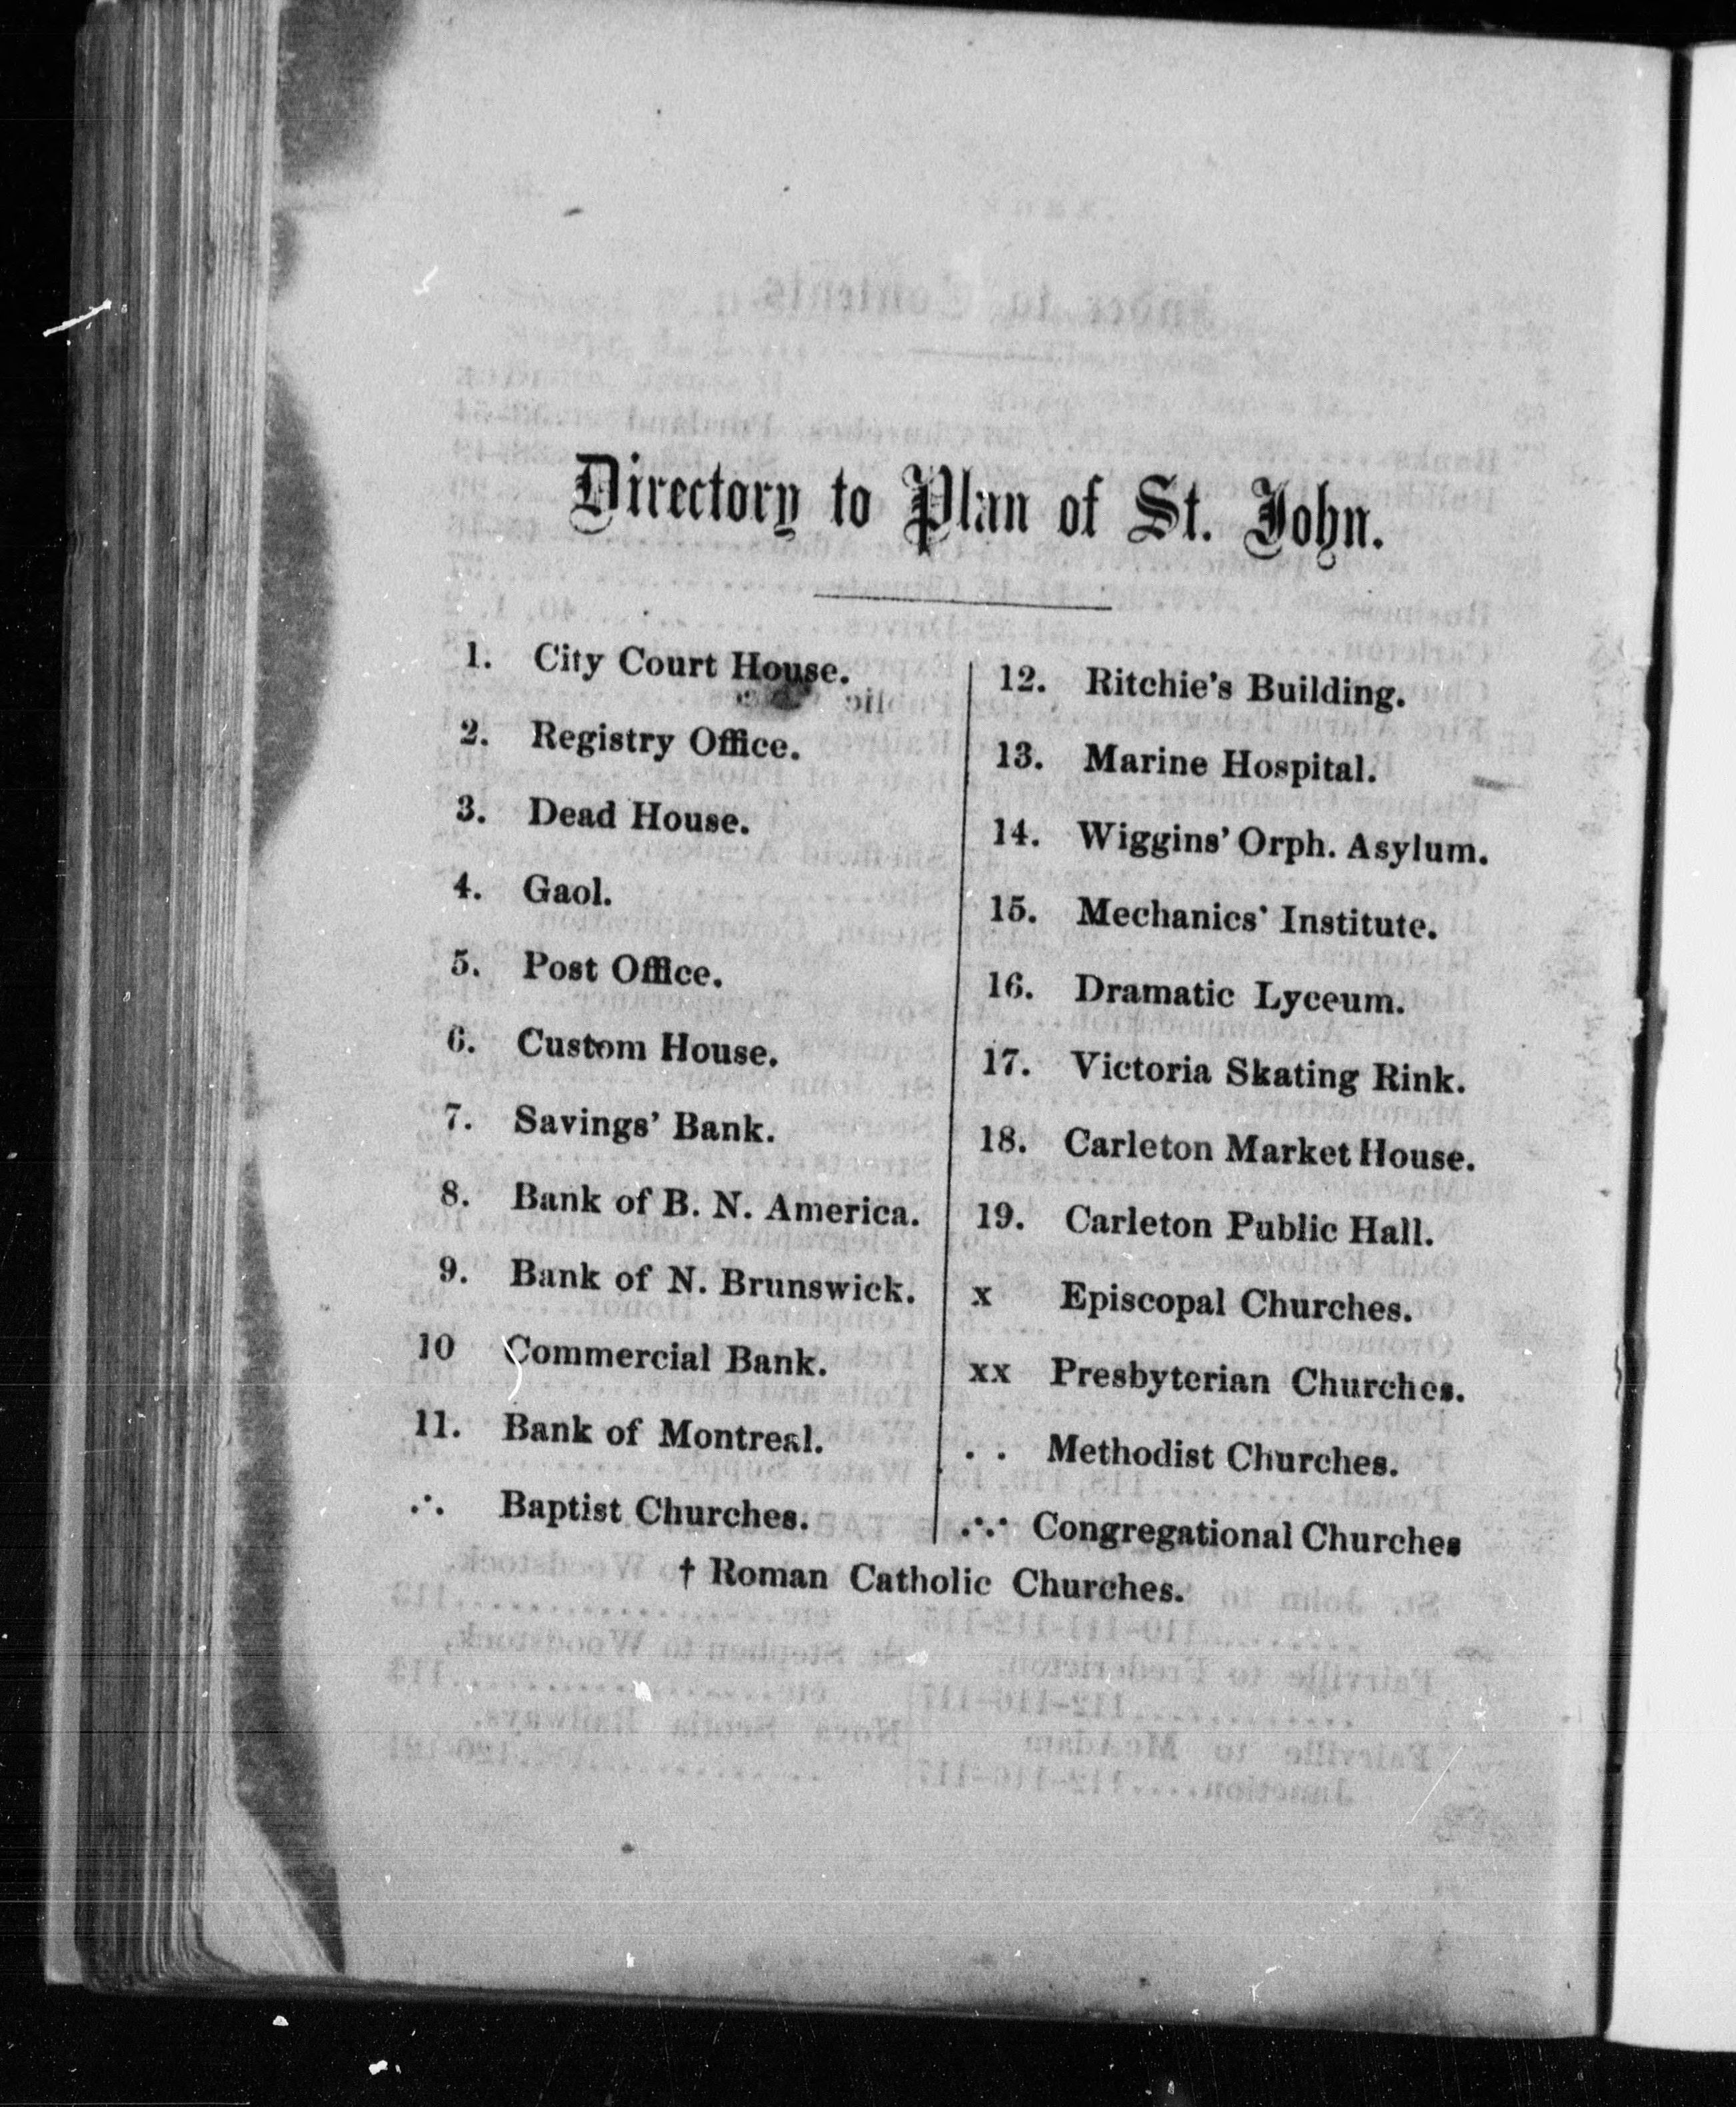 Directory to Plan of St. John.
1. City Court House.
2. Registry Office.
3. Dead House.
4. Gaol.
5. Post Office.
6. Custom House.
7. Savings' Bank.
8. Bank of B. N. America.
9. Bank of N. Brunswick.
10 Commercial Bank.
11. Bank of Montreal.
∴ Baptist Churches.
12. Ritchie's Building.
13. Marine Hospital.
14. Wiggins' Orph. Asylum.
15. Mechanics' Institute.
16. Dramatic Lyceum.
17. Victoria Skating Rink.
18. Carleton Market House.
19. Carleton Public Hall.
x Episcopal Churches.
xx Presbyterian Churches.
. . Methodist Churches.
.·.· Congregational Churches
† Roman Catholic Churches.